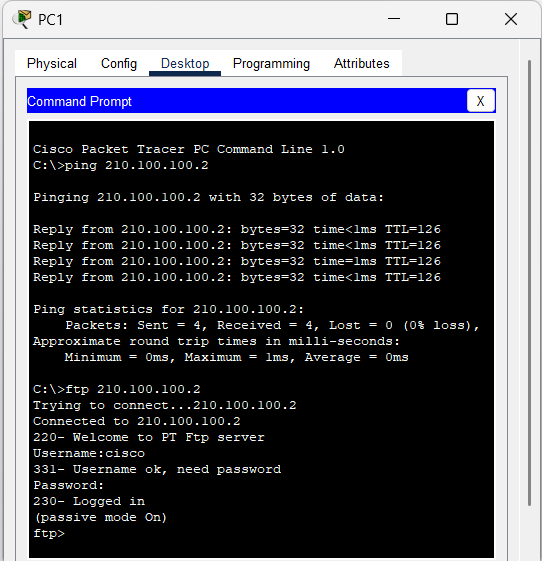 PC1
Physical Config Desktop Programming Attributes
Command Prompt X
Cisco Packet Tracer PC Command Line 1.0
C:\>ping 210.100.100.2
Pinging 210.100.100.2 with 32 bytes of data:
Reply from 210.100.100.2: bytes=32 time<1ms TTL=126
Reply from 210.100.100.2: bytes=32 time<1ms TTL=126
Reply from 210.100.100.2: bytes=32 time=1ms TTL=126
Reply from 210.100.100.2: bytes=32 time<1ms TTL=126
Ping statistics for 210.100.100.2:
    Packets: Sent = 4, Received = 4, Lost = 0 (0% loss),
Approximate round trip times in milli-seconds:
    Minimum = 0ms, Maximum = 1ms, Average = 0ms
C:\>ftp 210.100.100.2
Trying to connect...210.100.100.2
Connected to 210.100.100.2
220- Welcome to PT Ftp server
Username:cisco
331- Username ok, need password
Password:
230- Logged in
(passive mode On)
ftp>